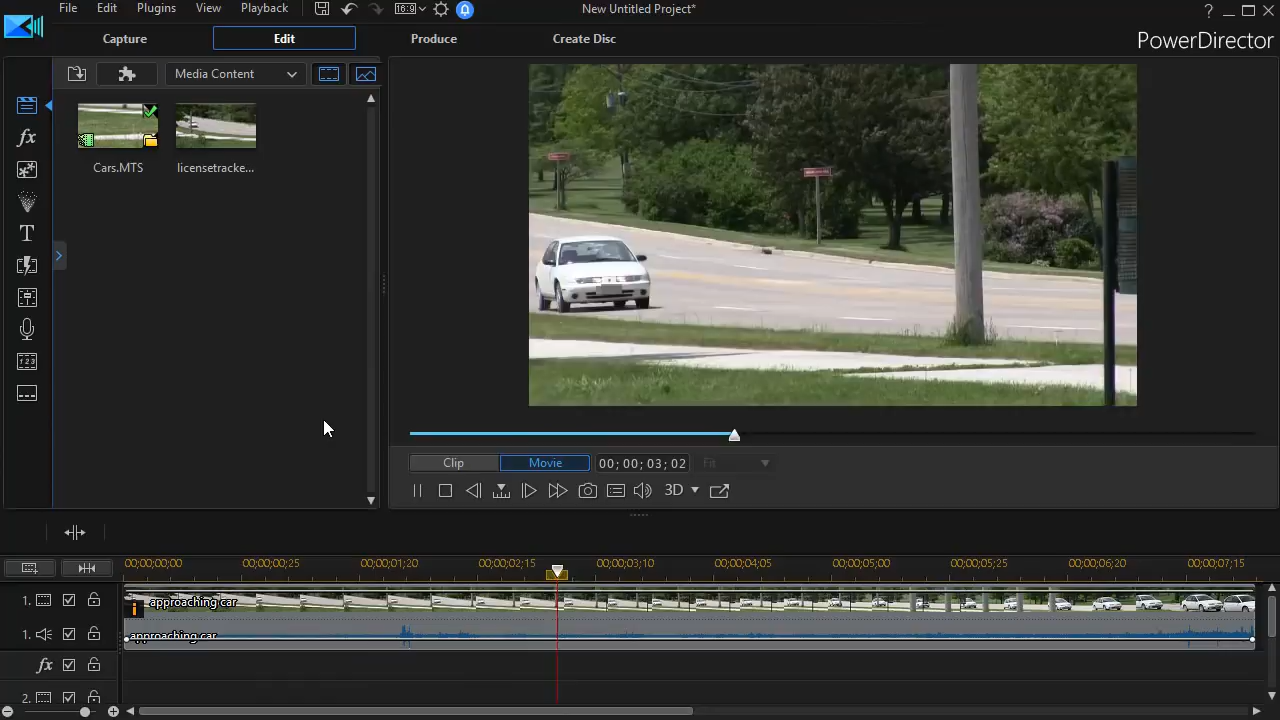 File Edit Plugins View Playback 16:9 New Untitled Project* ?
Capture Edit Produce Create Disc PowerDirector
Media Content
fx
Cars.MTS licensetracke...
T
Clip Movie 00; 00; 03; 02 Fit
3D
00;00;00;00 00;00;00;25 00;00;01;20 00;00;02;15 00;00;03;10 00;00;04;05 00;00;05;00 00;00;05;25 00;00;06;20 00;00;07;15
1. approaching car
1. approaching car
fx
2.